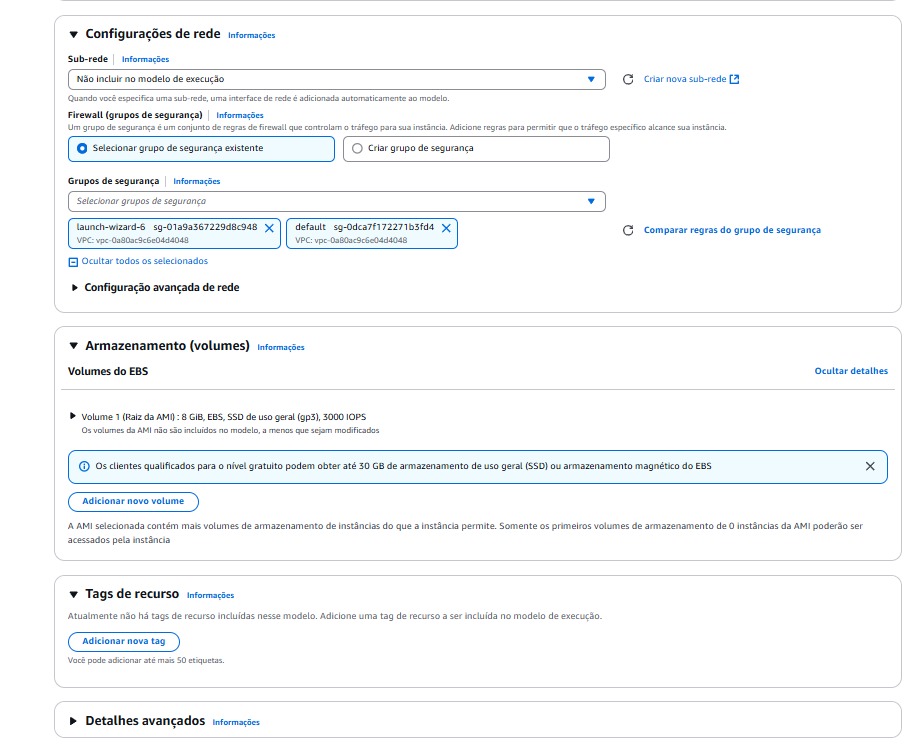 Configurações de rede Informações
Sub-rede Informações
Não incluir no modelo de execução
Criar nova sub-rede
Quando você especifica uma sub-rede, uma interface de rede é adicionada automaticamente ao modelo.
Firewall (grupos de segurança) Informações
Um grupo de segurança é um conjunto de regras de firewall que controlam o tráfego para sua instância. Adicione regras para permitir que o tráfego específico alcance sua instância.
Selecionar grupo de segurança existente
Criar grupo de segurança
Grupos de segurança Informações
Selecionar grupos de segurança
launch-wizard-6 sg-01a9a367229d8c948
VPC: vpc-0a80ac9c6e04d4048
default sg-0dca7f172271b3fd4
VPC: vpc-0a80ac9c6e04d4048
Comparar regras do grupo de segurança
Ocultar todos os selecionados
Configuração avançada de rede
Armazenamento (volumes) Informações
Volumes do EBS
Ocultar detalhes
Volume 1 (Raiz da AMI) : 8 GiB, EBS, SSD de uso geral (gp3), 3000 IOPS
Os volumes da AMI não são incluídos no modelo, a menos que sejam modificados
Os clientes qualificados para o nível gratuito podem obter até 30 GB de armazenamento de uso geral (SSD) ou armazenamento magnético do EBS
Adicionar novo volume
A AMI selecionada contém mais volumes de armazenamento de instâncias do que a instância permite. Somente os primeiros volumes de armazenamento de 0 instâncias da AMI poderão ser
acessados pela instância
Tags de recurso Informações
Atualmente não há tags de recurso incluídas nesse modelo. Adicione uma tag de recurso a ser incluída no modelo de execução.
Adicionar nova tag
Você pode adicionar até mais 50 etiquetas.
Detalhes avançados Informações